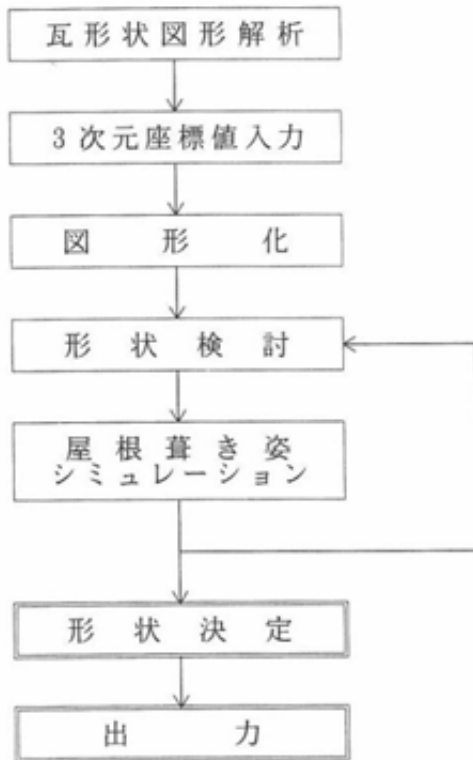 瓦形状図形解析
3次元座標値入力
図形化
形状検討
屋根葺き姿
シミュレーション
形状決定
出力